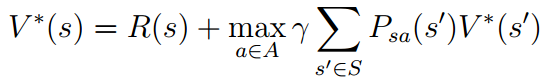 V*(s) = R(s) + max_{a∈A} γ ∑_{s′∈S} P_{sa}(s′)V*(s′)